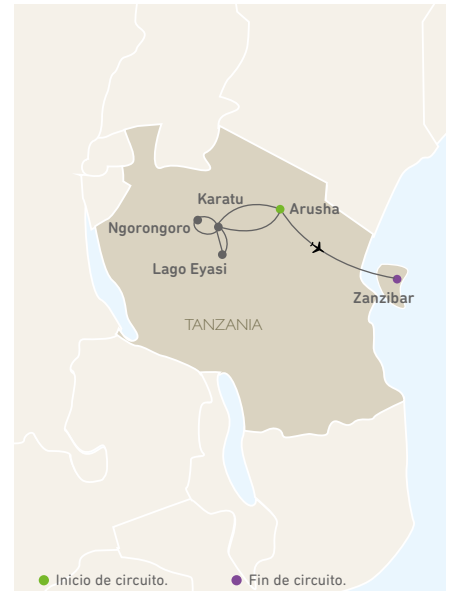 Karatu
Arusha
Ngorongoro
Lago Eyasi
Zanzibar
TANZANIA
Inicio de circuito.
Fin de circuito.